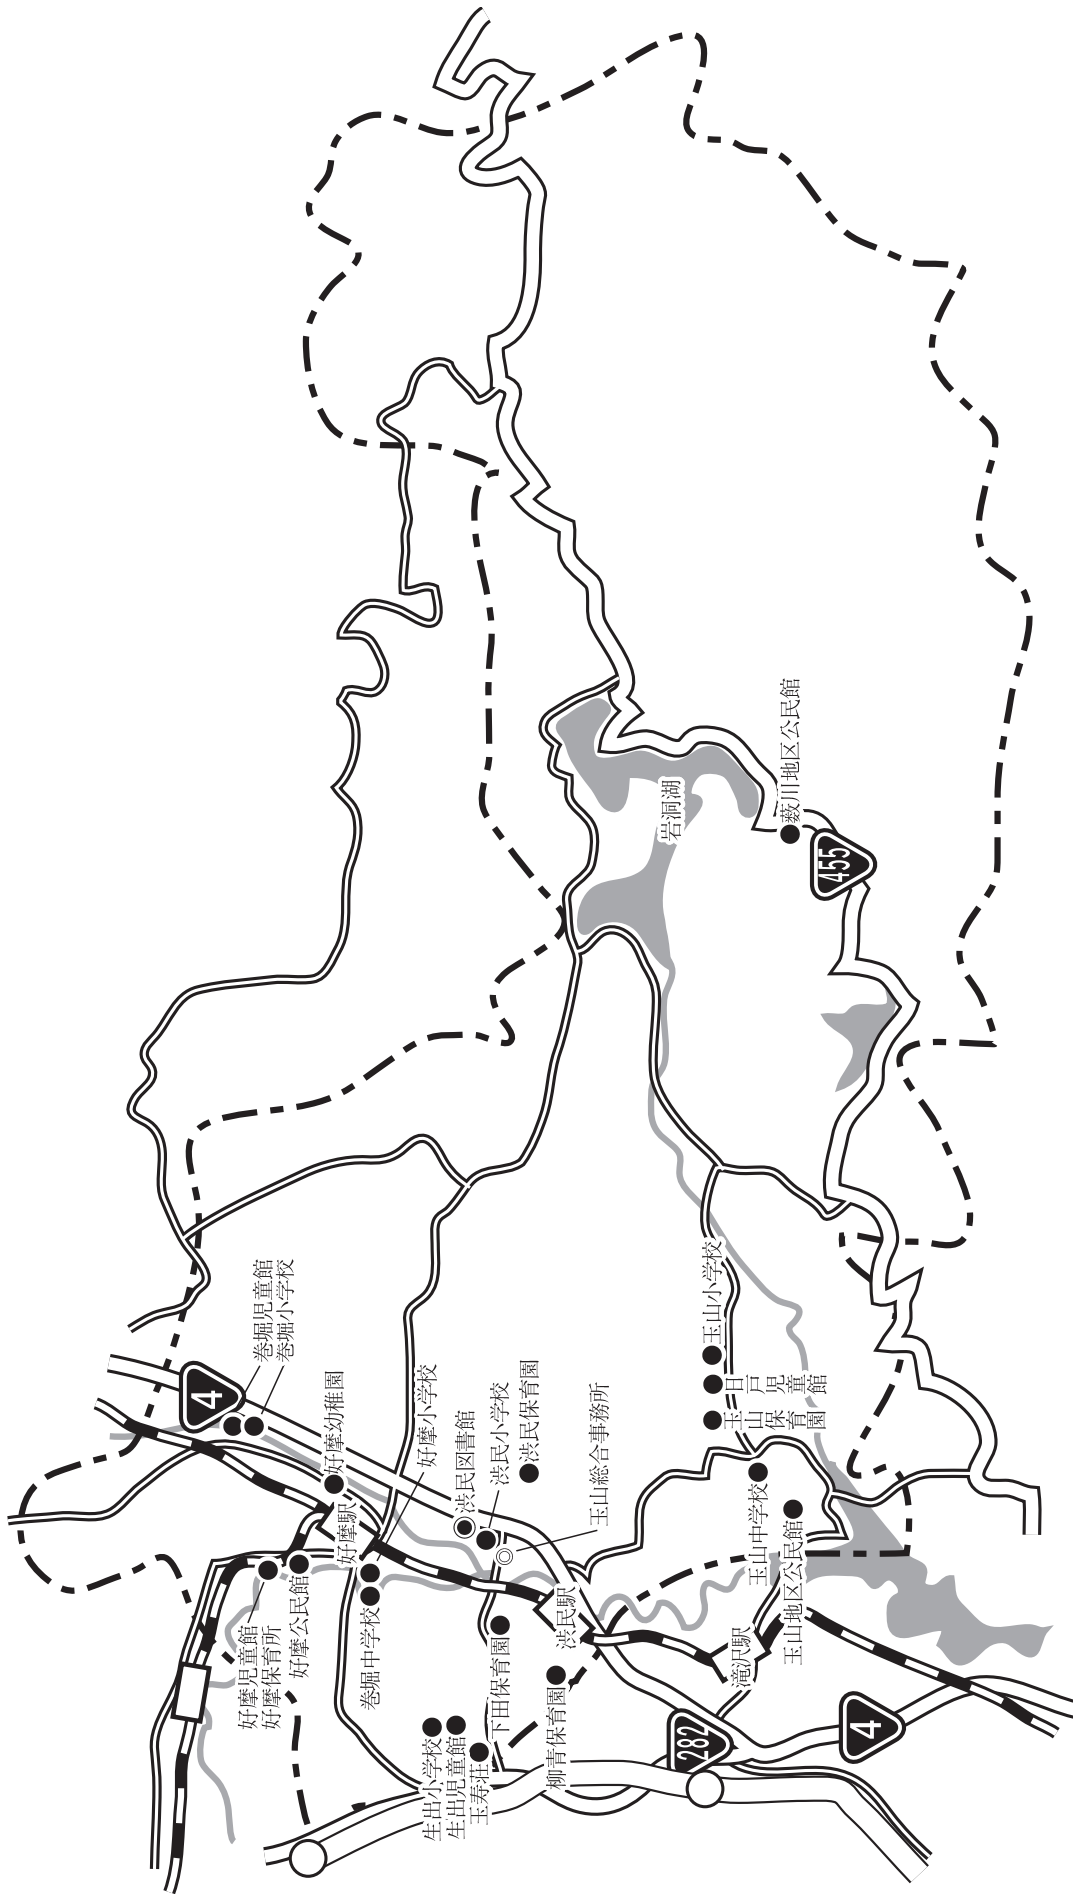 巻堀児童館
巻堀小学校
4
好摩幼稚園
好摩駅
好摩小学校
渋民図書館
渋民小学校
渋民保育園
玉山総合事務所
玉山小学校
日戸児童館
玉山保育園
玉山中学校
玉山地区公民館
岩洞湖
薮川地区公民館
455
好摩児童館
好摩保育所
好摩公民館
巻堀中学校
渋民駅
下田保育園
柳青保育園
生出小学校
生出児童館
玉寿荘
滝沢駅
282
4